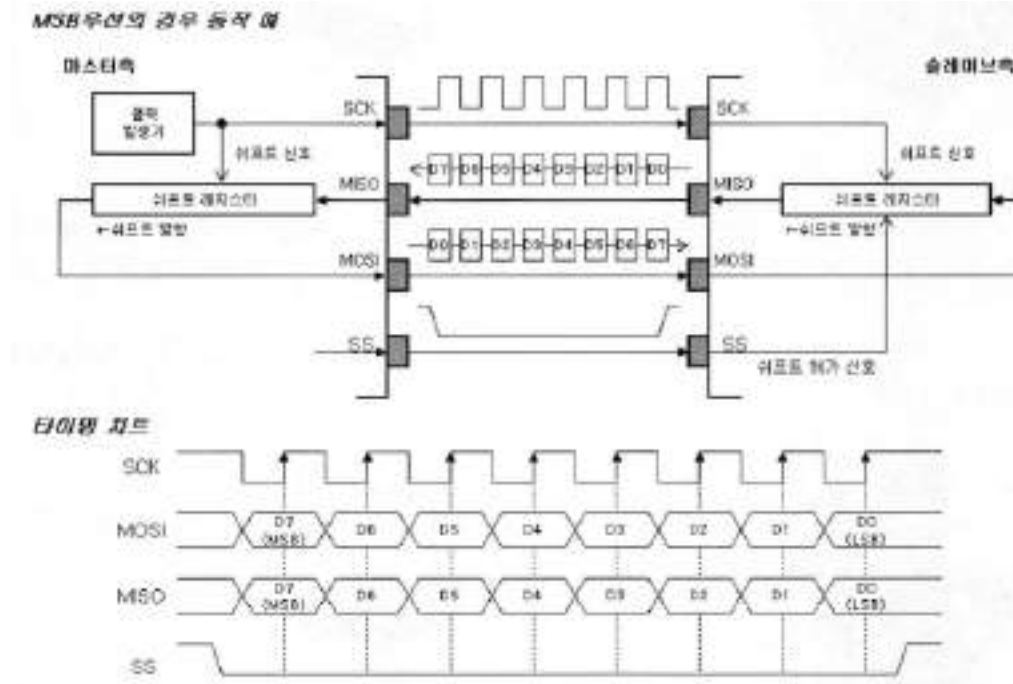 MSB우선의 경우 동작 예
마스터측
슬레이브측
클럭
발생기
SCK
SCK
쉬프트 신호
쉬프트 신호
D7 D6 D5 D4 D3 D2 D1 D0
MISO
MISO
쉬프트 레지스터
쉬프트 레지스터
←쉬프트 방향
←쉬프트 방향
D0 D1 D2 D3 D4 D5 D6 D7
MOSI
MOSI
SS
SS
쉬프트 허가 신호
타이밍 차트
SCK
MOSI
D7
(MSB)
D6 D5 D4 D3 D2 D1
D0
(LSB)
MISO
D7
(MSB)
D6 D5 D4 D3 D2 D1
D0
(LSB)
SS